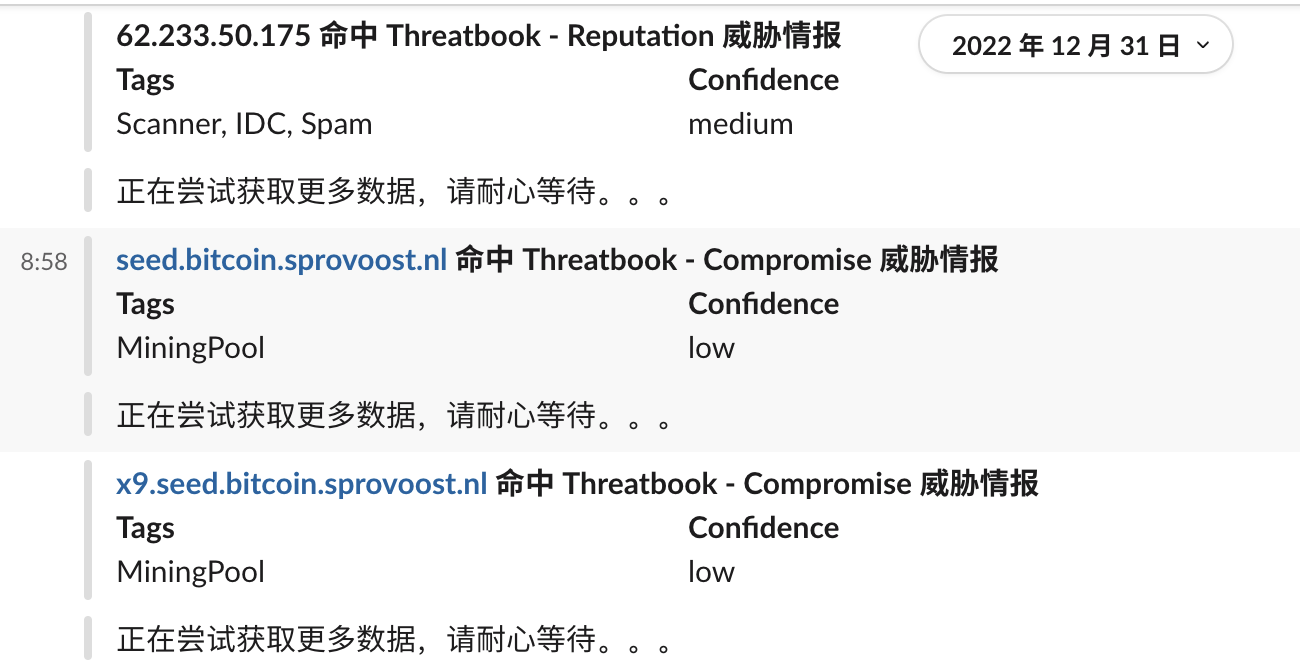 62.233.50.175 命中 Threatbook - Reputation 威胁情报
2022 年 12 月 31 日
Tags Confidence
Scanner, IDC, Spam medium
正在尝试获取更多数据，请耐心等待。。。
8:58 seed.bitcoin.sprovoost.nl 命中 Threatbook - Compromise 威胁情报
Tags Confidence
MiningPool low
正在尝试获取更多数据，请耐心等待。。。
x9.seed.bitcoin.sprovoost.nl 命中 Threatbook - Compromise 威胁情报
Tags Confidence
MiningPool low
正在尝试获取更多数据，请耐心等待。。。